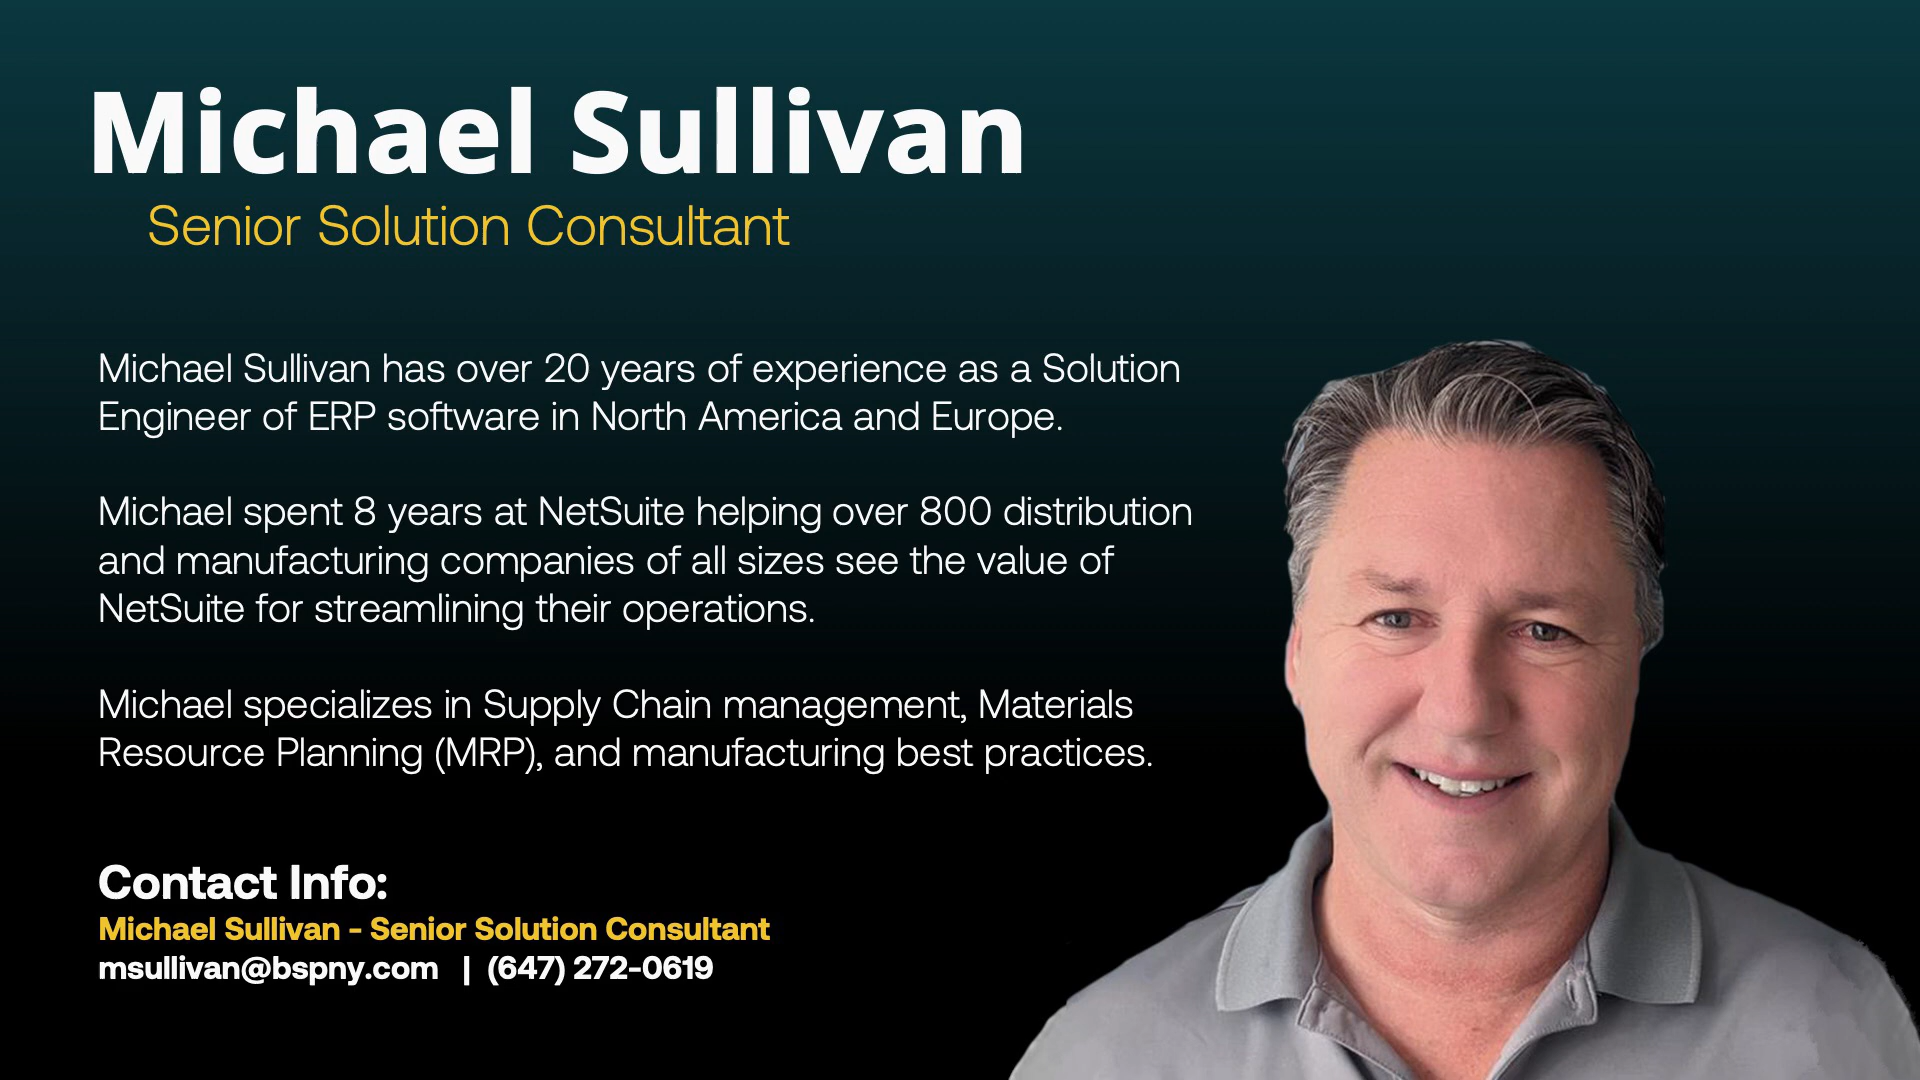 Michael Sullivan
Senior Solution Consultant
Michael Sullivan has over 20 years of experience as a Solution
Engineer of ERP software in North America and Europe.
Michael spent 8 years at NetSuite helping over 800 distribution
and manufacturing companies of all sizes see the value of
NetSuite for streamlining their operations.
Michael specializes in Supply Chain management, Materials
Resource Planning (MRP), and manufacturing best practices.
Contact Info:
Michael Sullivan - Senior Solution Consultant
msullivan@bspny.com | (647) 272-0619